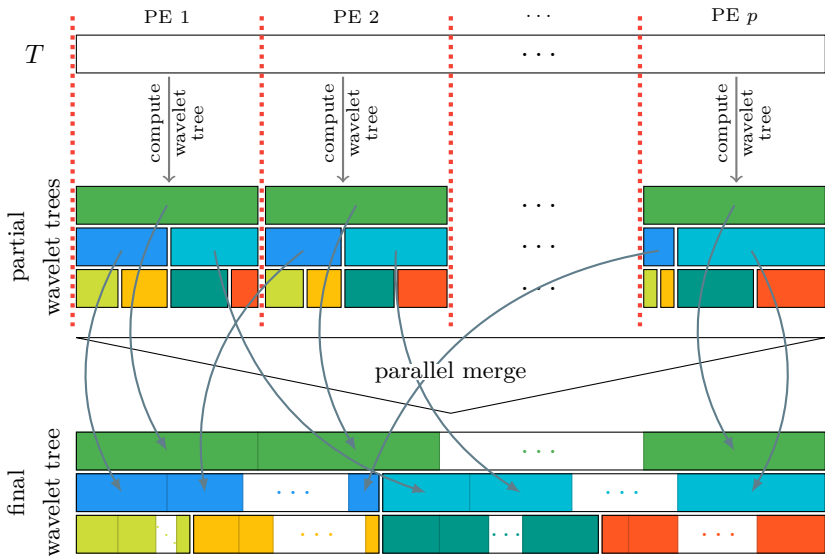 PE 1
PE 2
· · ·
PE p
T
· · ·
compute
wavelet
tree
compute
wavelet
tree
compute
wavelet
tree
partial
wavelet trees
· · ·
· · ·
· · ·
parallel merge
final
wavelet tree
· · ·
· · ·
· · ·
· · ·
· · ·
· · ·
· · ·